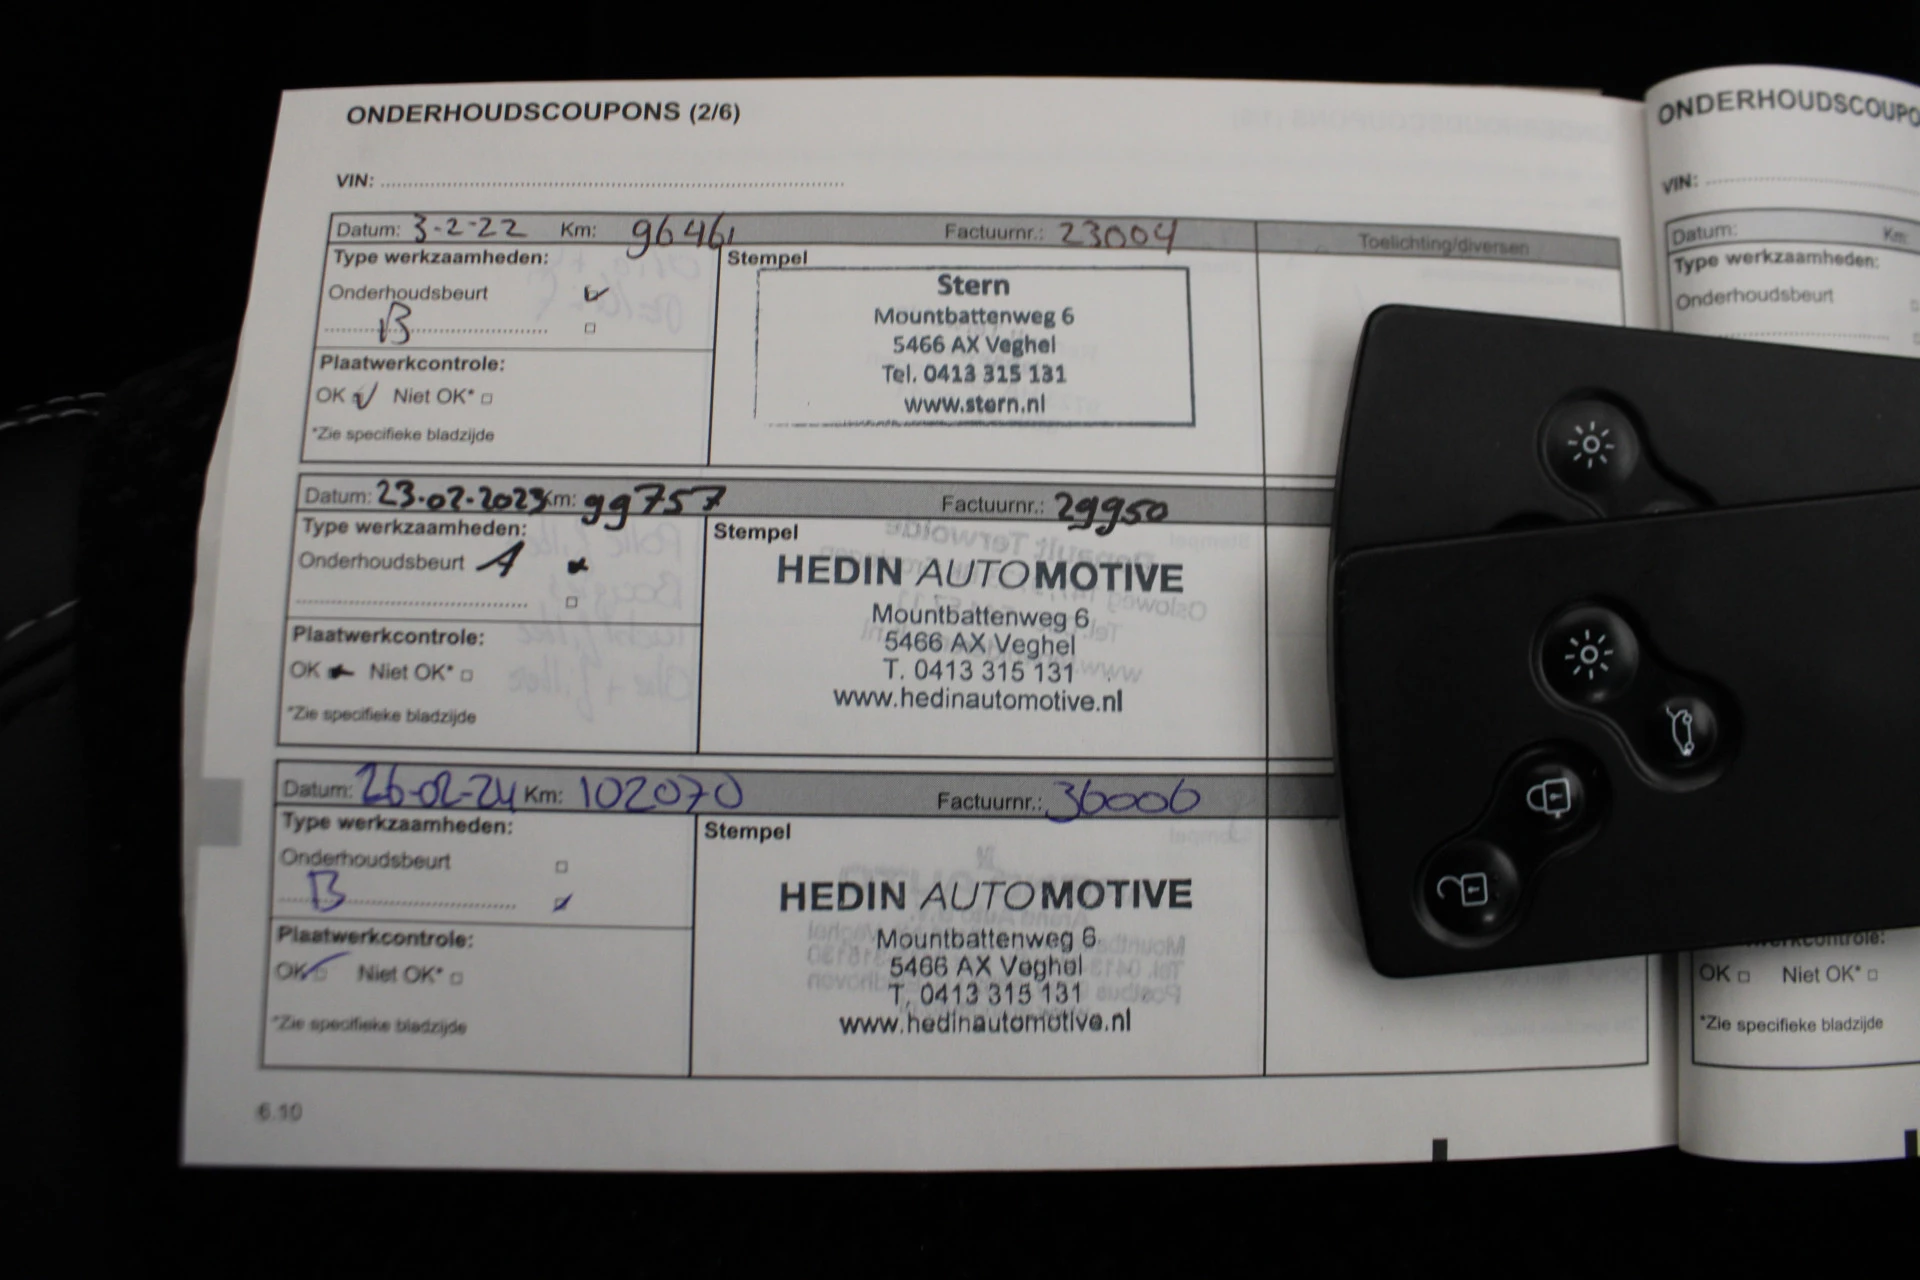 ONDERHOUDSCOUPONS (2/6)
VIN:
Datum: 3-2-22 Km: 96461 Factuurnr.: 23004 Toelichting/diversen
Type werkzaamheden: Stempel
Onderhoudsbeurt
B
Plaatwerkcontrole:
OK Niet OK*
*Zie specifieke bladzijde
Stern
Mountbattenweg 6
5466 AX Veghel
Tel. 0413 315 131
www.stern.nl
Datum: 23-02-2023 Km: 99757 Factuurnr.: 29950
Type werkzaamheden: Stempel
Onderhoudsbeurt A
Plaatwerkcontrole:
OK Niet OK*
*Zie specifieke bladzijde
HEDIN AUTOMOTIVE
Mountbattenweg 6
5466 AX Veghel
T. 0413 315 131
www.hedinautomotive.nl
Datum: 26-02-24 Km: 102070 Factuurnr.: 36006
Type werkzaamheden: Stempel
Onderhoudsbeurt
B
Plaatwerkcontrole:
OK Niet OK*
*Zie specifieke bladzijde
HEDIN AUTOMOTIVE
Mountbattenweg 6
5466 AX Veghel
T. 0413 315 131
www.hedinautomotive.nl
6.10
ONDERHOUDSCOUPO
VIN:
Datum: Km:
Type werkzaamheden:
Onderhoudsbeurt
OK Niet OK*
*Zie specifieke bladzijde